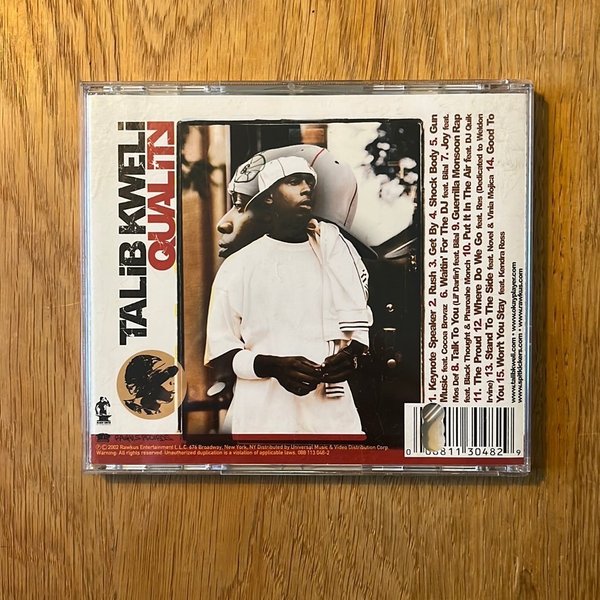 TALIB KWELI
QUALITY
1. Keynote Speaker 2. Rush 3. Get By 4. Shock Body 5. Gun
Music feat. Cocoa Brovaz 6. Waitin' For The DJ feat. Bilal 7. Joy feat.
Mos Def 8. Talk To You (Lil' Darlin') feat. Bilal 9. Guerrilla Monsoon Rap
feat. Black Thought & Pharoahe Monch 10. Put It In The Air feat. DJ Quik
11. The Proud 12. Where Do We Go feat. Res (Dedicated to Weldon
Irvine) 13. Stand To The Side feat. Novel & Vinia Mojica 14. Good To
You 15. Won't You Stay feat. Kendra Ross
www.talibkweli.com • www.okayplayer.com
www.spitkickers.com • www.rawkus.com
0 08811 30482 9
℗ © 2002 Rawkus Entertainment L.L.C. 676 Broadway, New York, NY Distributed by Universal Music & Video Distribution Corp.
Warning: All rights reserved. Unauthorized duplication is a violation of applicable laws. 088 113 048-2